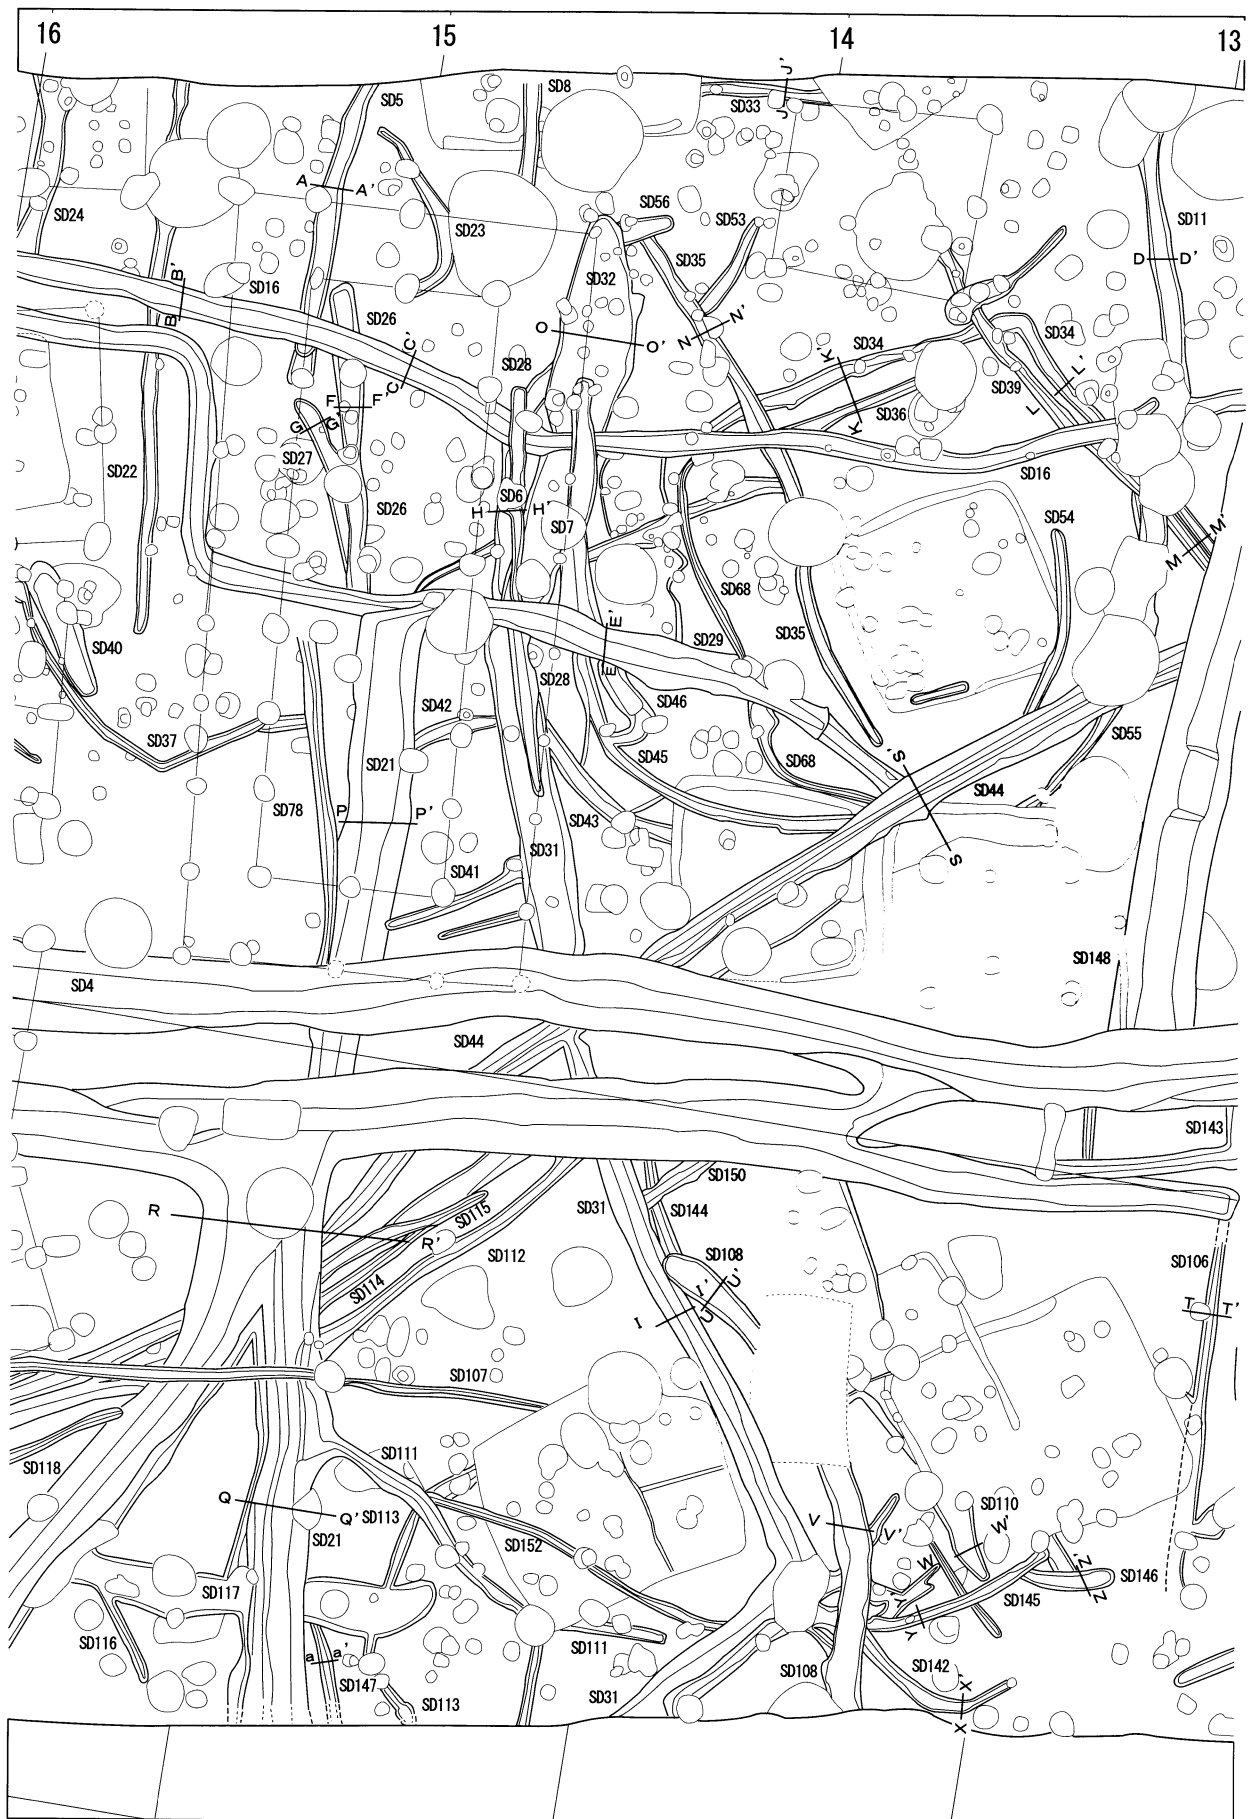 16 15 14 13
SD5 SD8 SD33 J J'
A A'
SD24 SD23 SD56 SD53 SD11
SD35 D D'
B B' SD16 SD32
SD26 O O' N N' SD34 SD34
C C' SD28 K K' SD39 L L'
F F' SD36
G G'
SD27 SD22 SD16
SD6 SD26 H H' SD7 SD54 M M'
SD68
SD40 E E' SD29 SD35
SD28
SD42 SD46
SD37 SD21 SD45 SD68 SD55
S S' SD44
SD78 P P' SD43
SD31
SD41
SD148
SD4
SD44
SD143
SD150
R R' SD115 SD31 SD144
SD112 SD108 SD106
SD114 I I' U U' T T'
SD107
SD111
SD118
Q Q' SD113 SD110
SD21 V V' W W'
SD152 Z Z' SD146
SD117 Y Y' SD145
SD116 SD111
a a' SD142
SD147 SD108 X X'
SD113 SD31